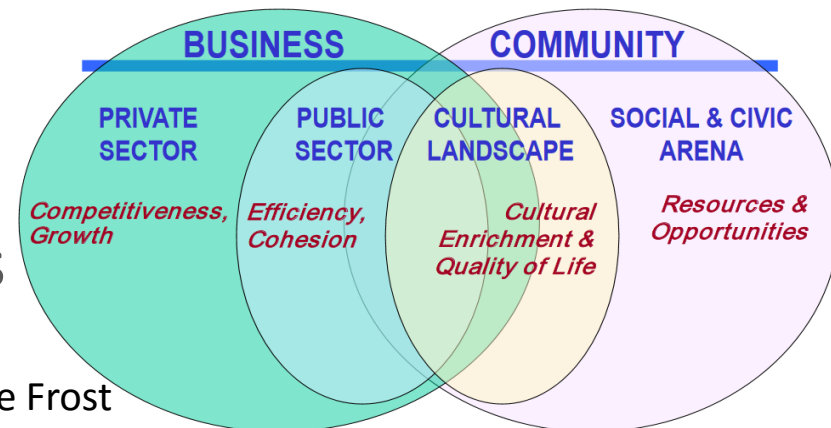 BUSINESS
COMMUNITY
PRIVATE
SECTOR
PUBLIC
SECTOR
CULTURAL
LANDSCAPE
SOCIAL & CIVIC
ARENA
Competitiveness,
Growth
Efficiency,
Cohesion
Cultural
Enrichment &
Quality of Life
Resources &
Opportunities
Frost